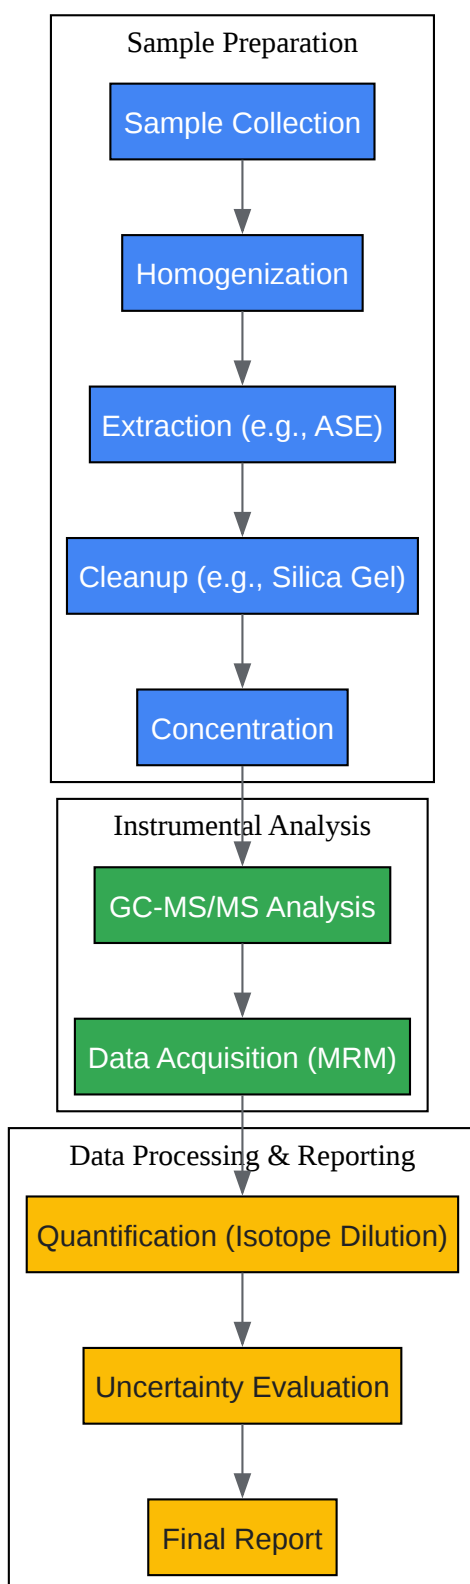 Sample Preparation
Sample Collection
Homogenization
Extraction (e.g., ASE)
Cleanup (e.g., Silica Gel)
Concentration
Instrumental Analysis
GC-MS/MS Analysis
Data Acquisition (MRM)
Data Processing & Reporting
Quantification (Isotope Dilution)
Uncertainty Evaluation
Final Report